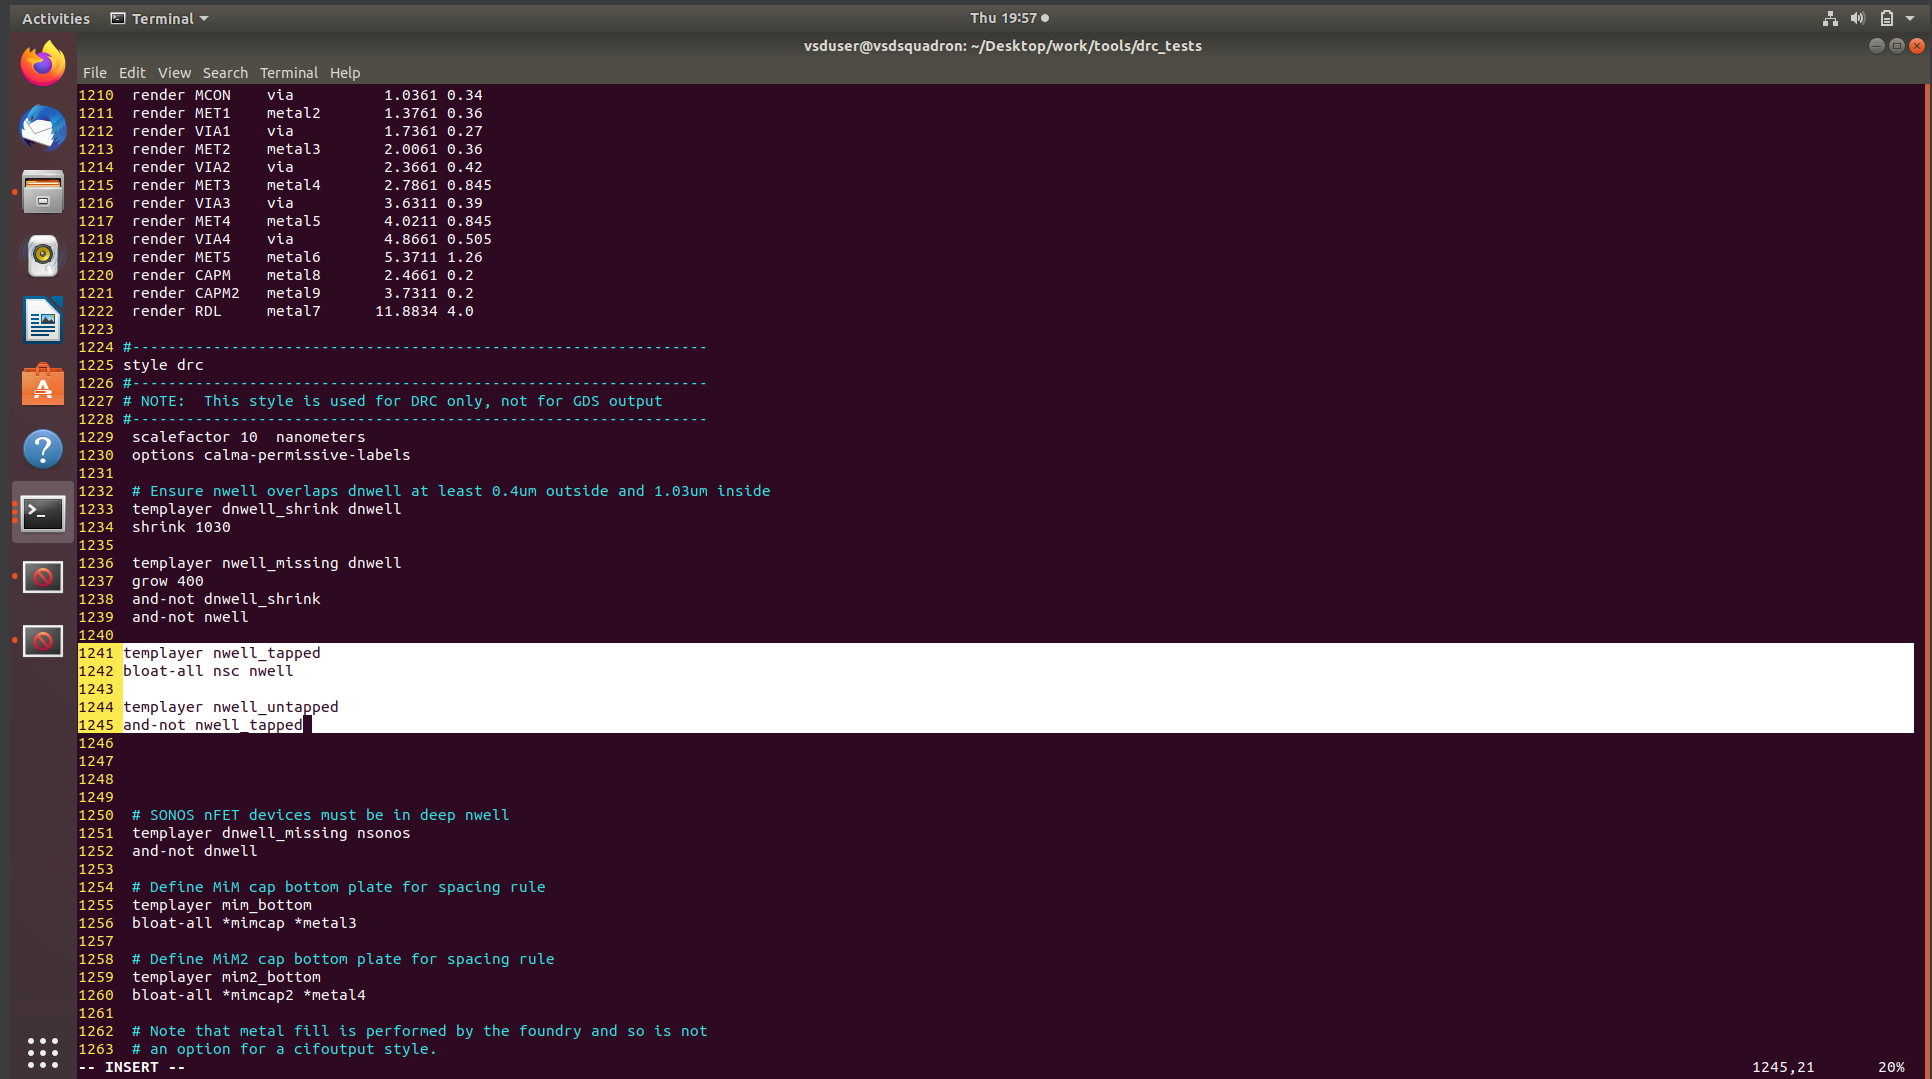 Activities Terminal Thu 19:57
vsduser@vsdsquadron: ~/Desktop/work/tools/drc_tests
File Edit View Search Terminal Help
1210  render MCON    via          1.0361 0.34
1211  render MET1    metal2       1.3761 0.36
1212  render VIA1    via          1.7361 0.27
1213  render MET2    metal3       2.0061 0.36
1214  render VIA2    via          2.3661 0.42
1215  render MET3    metal4       2.7861 0.845
1216  render VIA3    via          3.6311 0.39
1217  render MET4    metal5       4.0211 0.845
1218  render VIA4    via          4.8661 0.505
1219  render MET5    metal6       5.3711 1.26
1220  render CAPM    metal8       2.4661 0.2
1221  render CAPM2   metal9       3.7311 0.2
1222  render RDL     metal7      11.8834 4.0
1223
1224 #----------------------------------------------------------------
1225 style drc
1226 #----------------------------------------------------------------
1227 # NOTE:  This style is used for DRC only, not for GDS output
1228 #----------------------------------------------------------------
1229  scalefactor 10  nanometers
1230  options calma-permissive-labels
1231
1232  # Ensure nwell overlaps dnwell at least 0.4um outside and 1.03um inside
1233  templayer dnwell_shrink dnwell
1234  shrink 1030
1235
1236  templayer nwell_missing dnwell
1237  grow 400
1238  and-not dnwell_shrink
1239  and-not nwell
1240
1241 templayer nwell_tapped
1242 bloat-all nsc nwell
1243
1244 templayer nwell_untapped
1245 and-not nwell_tapped
1246
1247
1248
1249
1250  # SONOS nFET devices must be in deep nwell
1251  templayer dnwell_missing nsonos
1252  and-not dnwell
1253
1254  # Define MiM cap bottom plate for spacing rule
1255  templayer mim_bottom
1256  bloat-all *mimcap *metal3
1257
1258  # Define MiM2 cap bottom plate for spacing rule
1259  templayer mim2_bottom
1260  bloat-all *mimcap2 *metal4
1261
1262  # Note that metal fill is performed by the foundry and so is not
1263  # an option for a cifoutput style.
-- INSERT -- 1245,21 20%